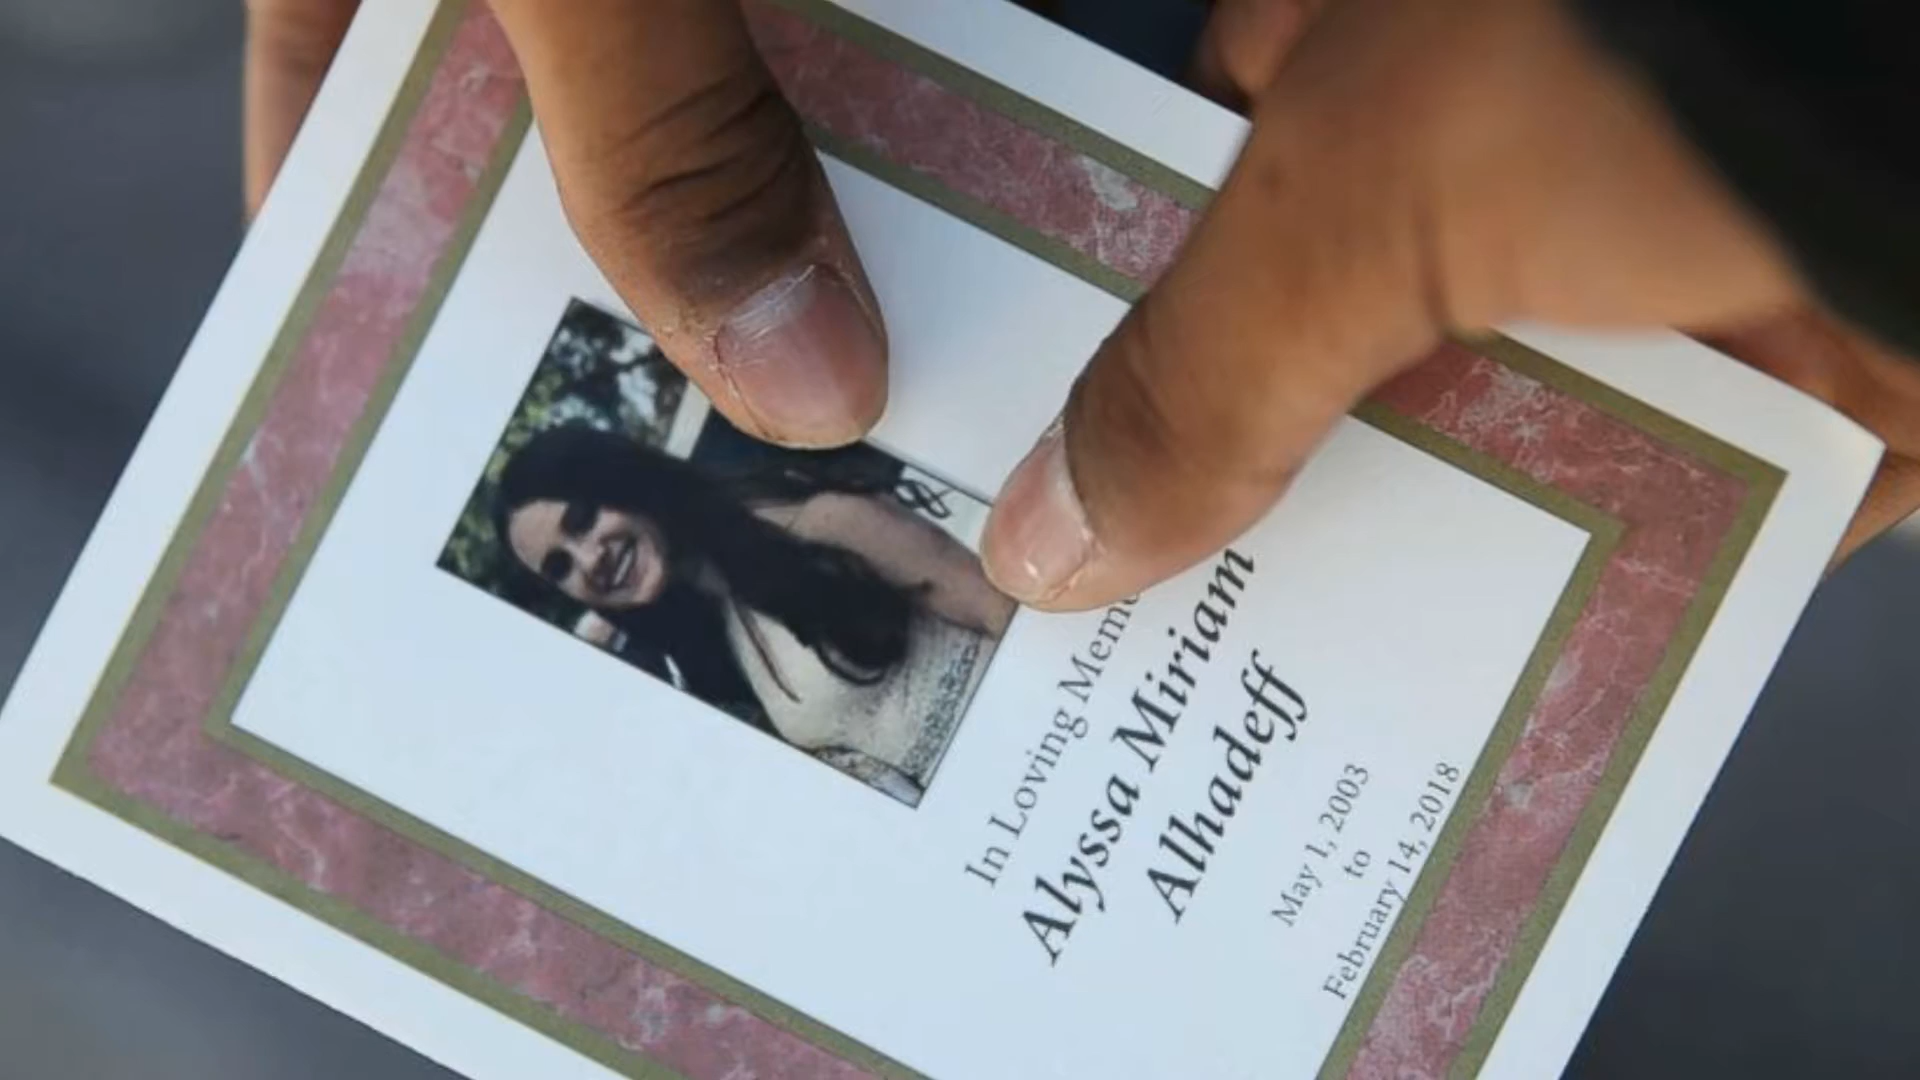 In Loving Memo
Alyssa Miriam
Alhadeff
May 1, 2003
to
February 14, 2018